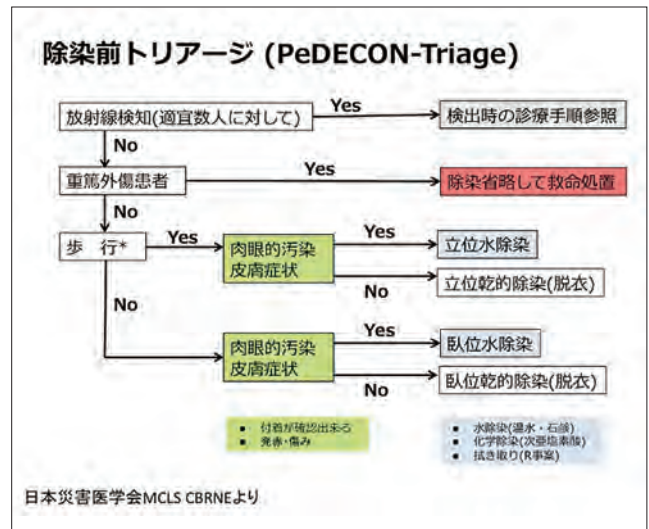 除染前トリアージ (PeDECON-Triage)
放射線検知(適宜数人に対して)
Yes
検出時の診療手順参照
No
重篤外傷患者
Yes
除染省略して救命処置
No
歩 行*
Yes
肉眼的汚染
皮膚症状
Yes
立位水除染
No
立位乾的除染(脱衣)
No
肉眼的汚染
皮膚症状
Yes
臥位水除染
No
臥位乾的除染(脱衣)
▪ 付着が確認出来る
▪ 発赤・傷み
▪ 水除染(温水・石鹸)
▪ 化学除染(次亜塩素酸)
▪ 拭き取り(R事案)
日本災害医学会MCLS CBRNEより